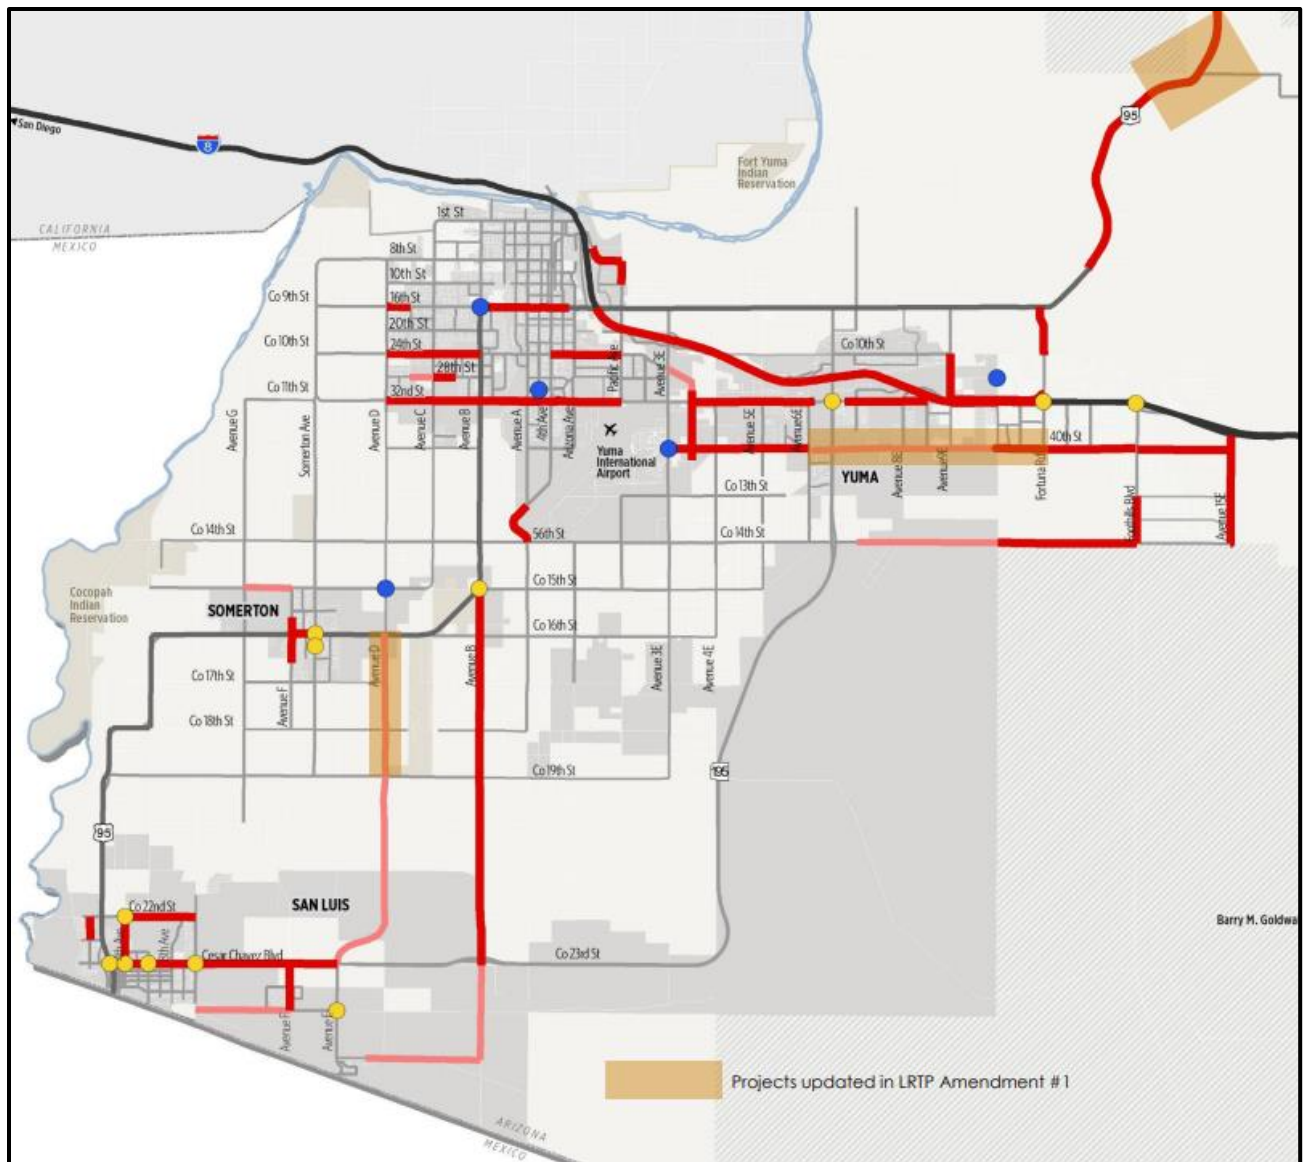 San Diego
8
95
Fort Yuma
Indian
Reservation
CALIFORNIA
MEXICO
1st St
8th St
10th St
Co 9th St
16th St
20th St
Co 10th St
24th St
Co 10th St
28th St
Co 11th St
32nd St
Pacific Ave
Avenue 3E
Avenue G
Somerton Ave
Avenue D
Avenue C
Avenue B
Avenue A
4th Ave
Arizona Ave
Avenue 5E
Avenue 6E
Yuma
International
Airport
40th St
YUMA
Avenue 8E
Avenue 9E
Fortuna Rd
Foothills Blvd
Avenue 15E
Co 13th St
Co 14th St
56th St
Co 14th St
Cocopah
Indian
Reservation
Co 15th St
SOMERTON
Co 16th St
Avenue D
Avenue B
Avenue 3E
Avenue 4E
Co 17th St
Avenue F
Co 18th St
Co 19th St
195
95
SAN LUIS
Co 22nd St
8th Ave
Cesar Chavez Blvd
Co 23rd St
Barry M. Goldwa
Avenue F
Projects updated in LRTP Amendment #1
ARIZONA
MEXICO